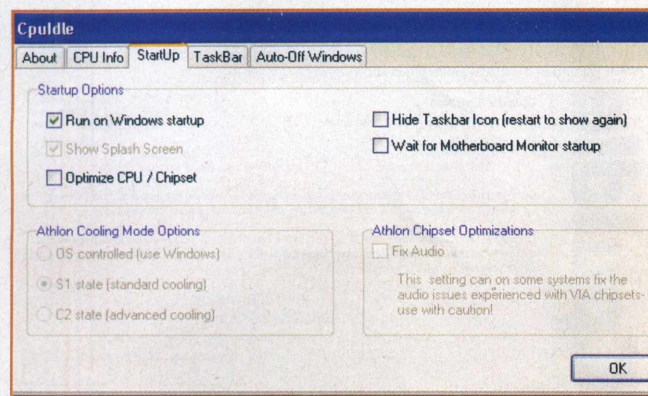 CpuIdle
About CPU Info StartUp TaskBar Auto-Off Windows
Startup Options
Run on Windows startup
Hide Taskbar Icon (restart to show again)
Show Splash Screen
Wait for Motherboard Monitor startup
Optimize CPU / Chipset
Athlon Cooling Mode Options
OS controlled (use Windows)
S1 state (standard cooling)
C2 state (advanced cooling)
Athlon Chipset Optimizations
Fix Audio
This setting can on some systems fix the
audio issues experienced with VIA chipsets-
use with caution!
OK